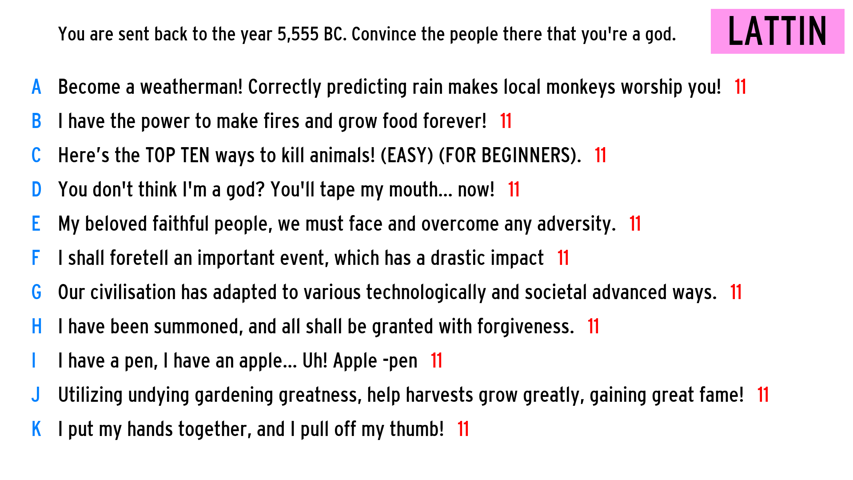 You are sent back to the year 5,555 BC. Convince the people there that you're a god.
LATTIN
A Become a weatherman! Correctly predicting rain makes local monkeys worship you! 11
B I have the power to make fires and grow food forever! 11
C Here's the TOP TEN ways to kill animals! (EASY) (FOR BEGINNERS). 11
D You don't think I'm a god? You'll tape my mouth... now! 11
E My beloved faithful people, we must face and overcome any adversity. 11
F I shall foretell an important event, which has a drastic impact 11
G Our civilisation has adapted to various technologically and societal advanced ways. 11
H I have been summoned, and all shall be granted with forgiveness. 11
I I have a pen, I have an apple... Uh! Apple -pen 11
J Utilizing undying gardening greatness, help harvests grow greatly, gaining great fame! 11
K I put my hands together, and I pull off my thumb! 11